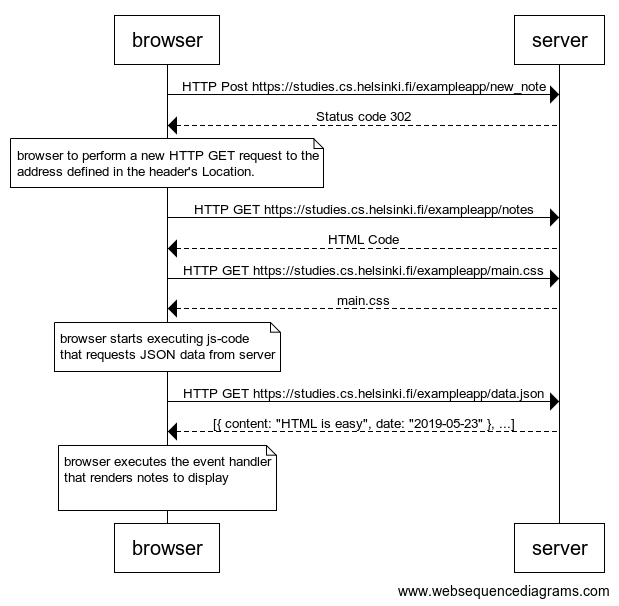 browser
server
HTTP Post https://studies.cs.helsinki.fi/exampleapp/new_note
Status code 302
browser to perform a new HTTP GET request to the
address defined in the header's Location.
HTTP GET https://studies.cs.helsinki.fi/exampleapp/notes
HTML Code
HTTP GET https://studies.cs.helsinki.fi/exampleapp/main.css
main.css
browser starts executing js-code
that requests JSON data from server
HTTP GET https://studies.cs.helsinki.fi/exampleapp/data.json
[{ content: "HTML is easy", date: "2019-05-23" }, ...]
browser executes the event handler
that renders notes to display
browser
server
www.websequencediagrams.com